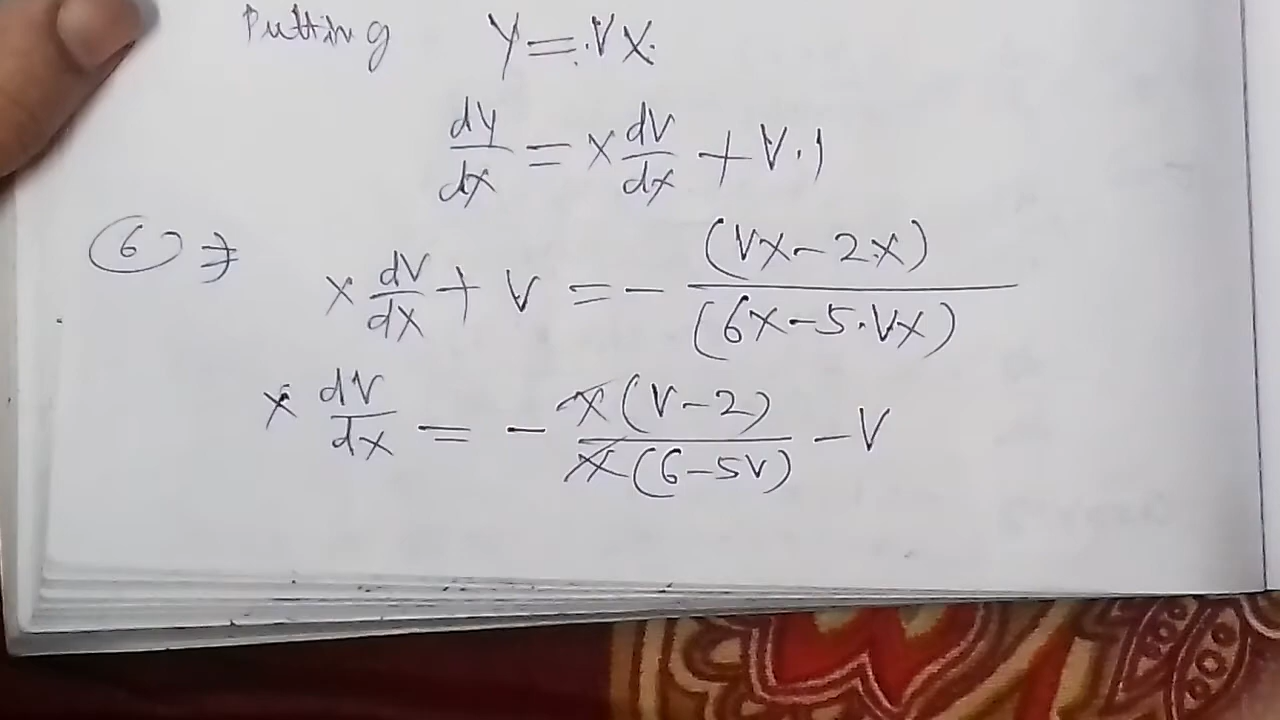 Putting y = vx.
dy/dx = x dv/dx + v.1
(6) ⇒ x dv/dx + v = - (vx - 2x) / (6x - 5.vx)
x dv/dx = - x(v - 2) / x(6 - 5v) - v